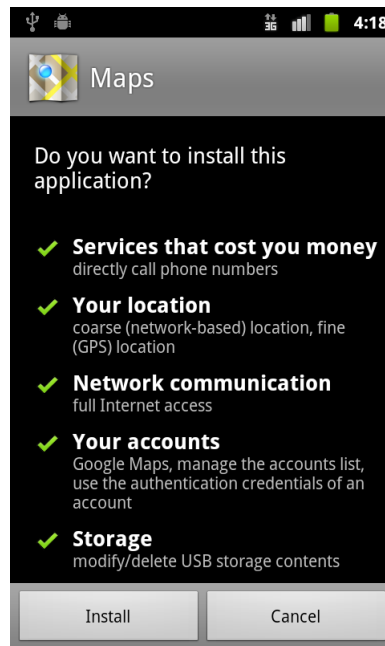 3G 4:18
Maps
Do you want to install this
application?
Services that cost you money
directly call phone numbers
Your location
coarse (network-based) location, fine
(GPS) location
Network communication
full Internet access
Your accounts
Google Maps, manage the accounts list,
use the authentication credentials of an
account
Storage
modify/delete USB storage contents
Install Cancel